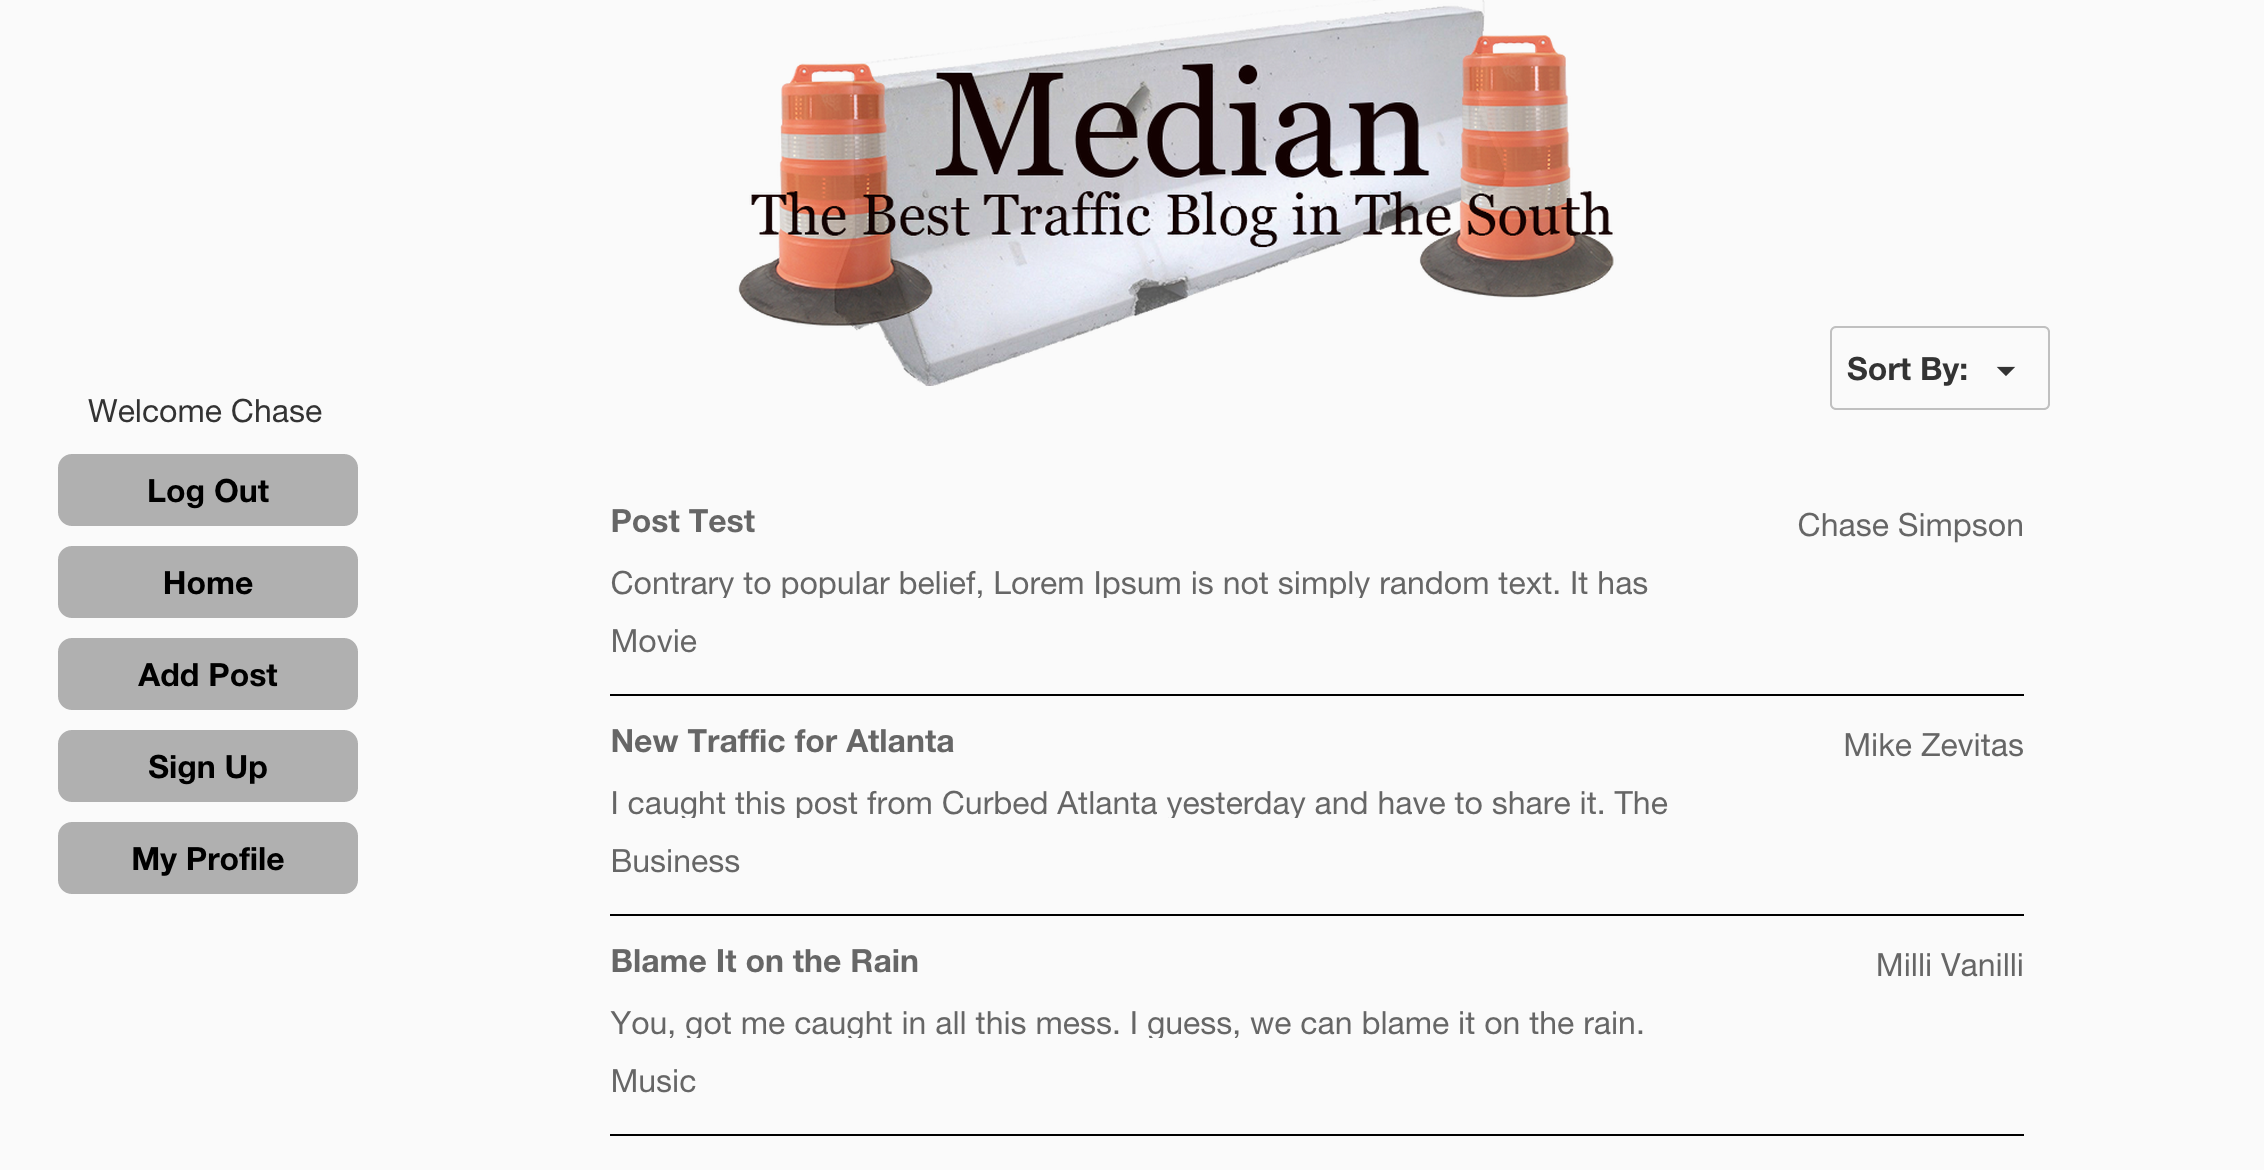 Median
The Best Traffic Blog in The South
Sort By:
Welcome Chase
Log Out
Home
Add Post
Sign Up
My Profile
Post Test
Chase Simpson
Contrary to popular belief, Lorem Ipsum is not simply random text. It has
Movie
New Traffic for Atlanta
Mike Zevitas
I caught this post from Curbed Atlanta yesterday and have to share it. The
Business
Blame It on the Rain
Milli Vanilli
You, got me caught in all this mess. I guess, we can blame it on the rain.
Music